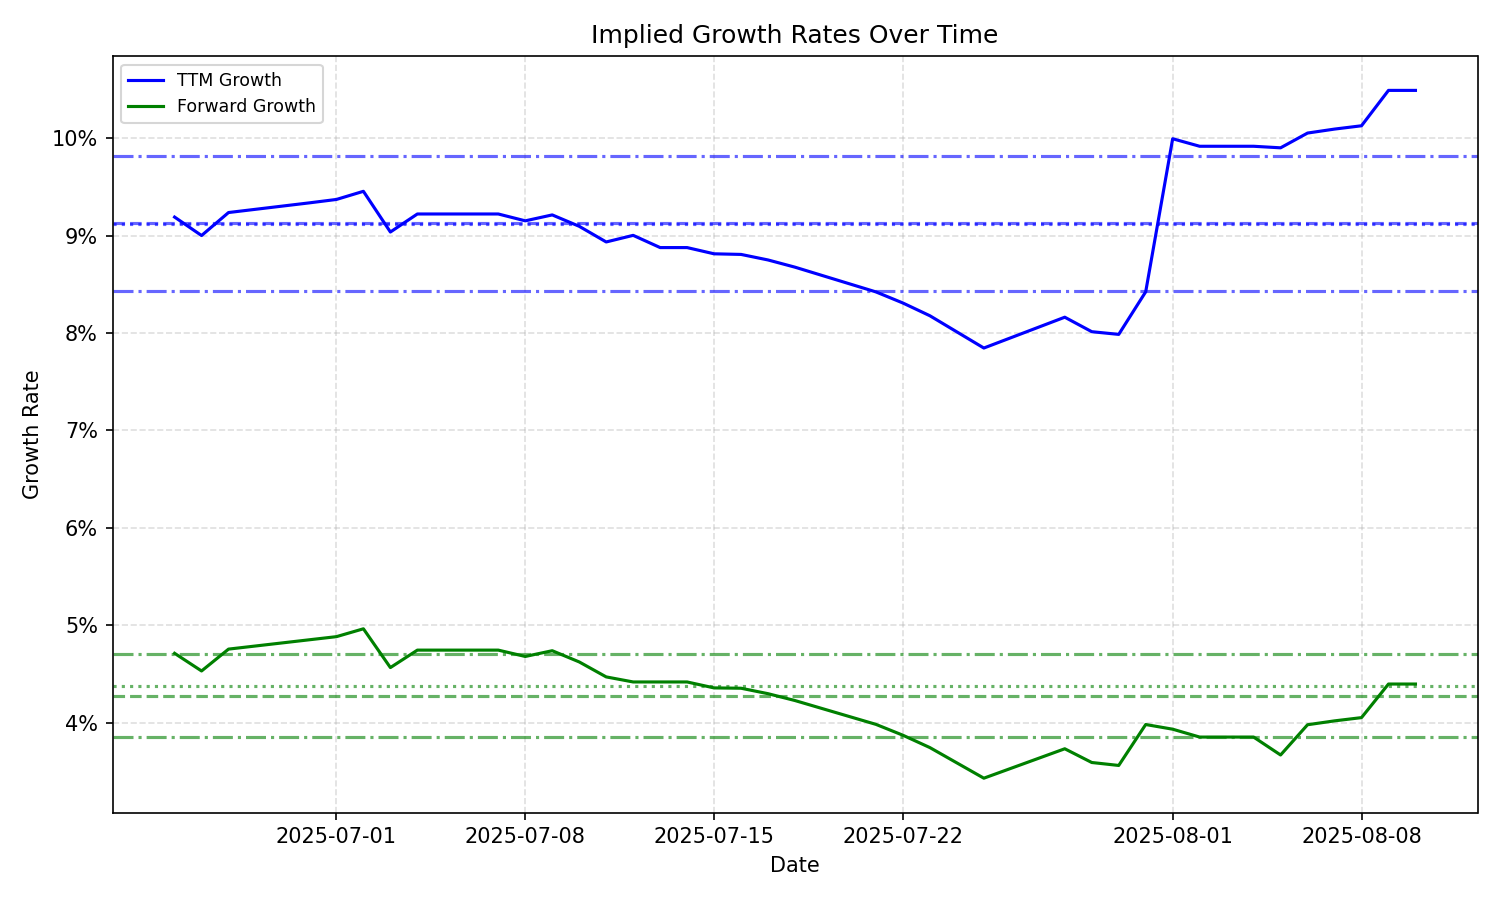 Implied Growth Rates Over Time
TTM Growth
Forward Growth
10%
9%
8%
7%
6%
5%
4%
Growth Rate
2025-07-01
2025-07-08
2025-07-15
2025-07-22
2025-08-01
2025-08-08
Date